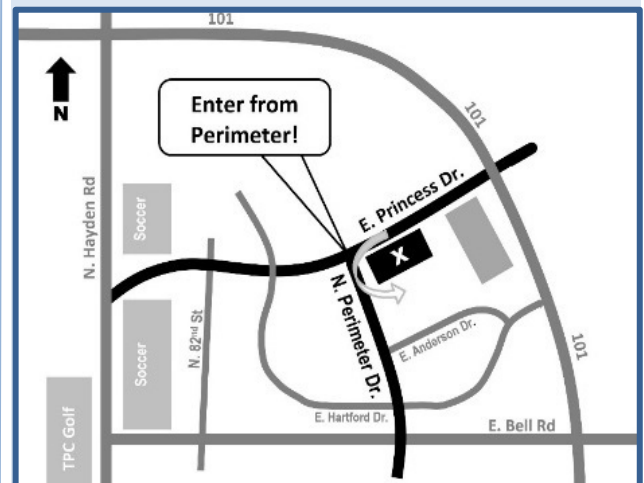 101
N
Enter from
Perimeter!
101
N. Hayden Rd
Soccer
E. Princess Dr.
X
N. 82nd St
N. Perimeter Dr.
E. Anderson Dr.
Soccer
101
E. Hartford Dr.
E. Bell Rd
TPC Golf